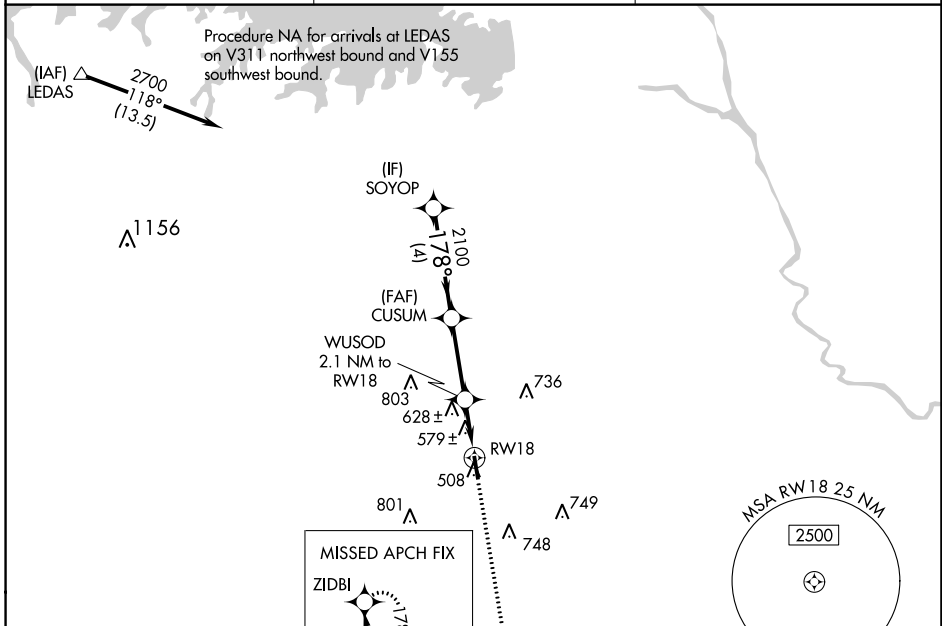 Procedure NA for arrivals at LEDAS
on V311 northwest bound and V155
southwest bound.
(IAF)
LEDAS
2700
118°
(13.5)
(IF)
SOYOP
1156
2100
178°
(4)
(FAF)
CUSUM
WUSOD
2.1 NM to
RW18
803
736
628 ±
579 ±
RW18
508
801
749
748
MSA RW18 25 NM
2500
MISSED APCH FIX
ZIDBI